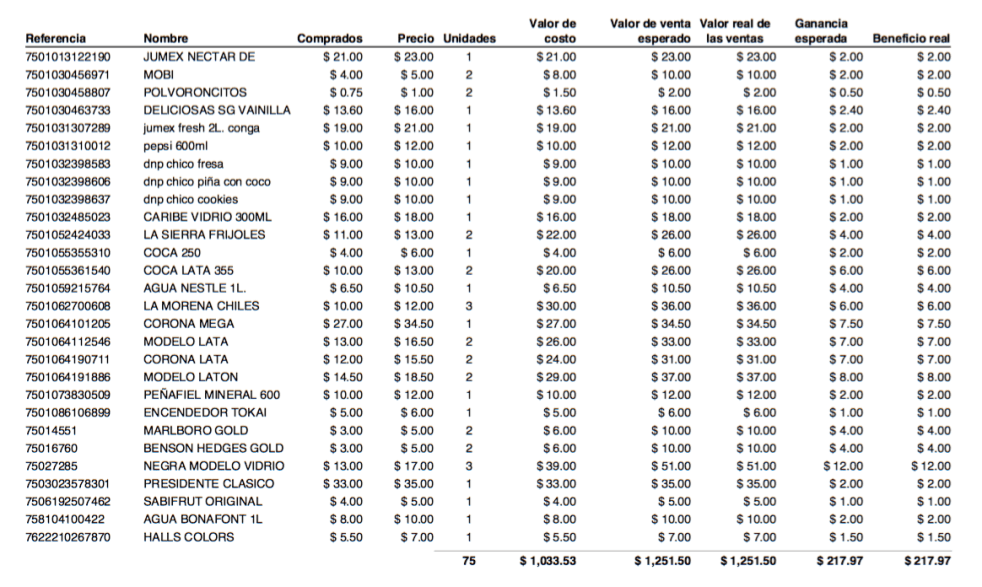 Referencia Nombre Comprados Precio Unidades Valor de costo Valor de venta esperado Valor real de las ventas Ganancia esperada Beneficio real
7501013122190 JUMEX NECTAR DE $ 21.00 $ 23.00 1 $ 21.00 $ 23.00 $ 23.00 $ 2.00 $ 2.00
7501030456971 MOBI $ 4.00 $ 5.00 2 $ 8.00 $ 10.00 $ 10.00 $ 2.00 $ 2.00
7501030458807 POLVORONCITOS $ 0.75 $ 1.00 2 $ 1.50 $ 2.00 $ 2.00 $ 0.50 $ 0.50
7501030463733 DELICIOSAS SG VAINILLA $ 13.60 $ 16.00 1 $ 13.60 $ 16.00 $ 16.00 $ 2.40 $ 2.40
7501031307289 jumex fresh 2L. conga $ 19.00 $ 21.00 1 $ 19.00 $ 21.00 $ 21.00 $ 2.00 $ 2.00
7501031310012 pepsi 600ml $ 10.00 $ 12.00 1 $ 10.00 $ 12.00 $ 12.00 $ 2.00 $ 2.00
7501032398583 dnp chico fresa $ 9.00 $ 10.00 1 $ 9.00 $ 10.00 $ 10.00 $ 1.00 $ 1.00
7501032398606 dnp chico piña con coco $ 9.00 $ 10.00 1 $ 9.00 $ 10.00 $ 10.00 $ 1.00 $ 1.00
7501032398637 dnp chico cookies $ 9.00 $ 10.00 1 $ 9.00 $ 10.00 $ 10.00 $ 1.00 $ 1.00
7501032485023 CARIBE VIDRIO 300ML $ 16.00 $ 18.00 1 $ 16.00 $ 18.00 $ 18.00 $ 2.00 $ 2.00
7501052424033 LA SIERRA FRIJOLES $ 11.00 $ 13.00 2 $ 22.00 $ 26.00 $ 26.00 $ 4.00 $ 4.00
7501055355310 COCA 250 $ 4.00 $ 6.00 1 $ 4.00 $ 6.00 $ 6.00 $ 2.00 $ 2.00
7501055361540 COCA LATA 355 $ 10.00 $ 13.00 2 $ 20.00 $ 26.00 $ 26.00 $ 6.00 $ 6.00
7501059215764 AGUA NESTLE 1L. $ 6.50 $ 10.50 1 $ 6.50 $ 10.50 $ 10.50 $ 4.00 $ 4.00
7501062700608 LA MORENA CHILES $ 10.00 $ 12.00 3 $ 30.00 $ 36.00 $ 36.00 $ 6.00 $ 6.00
7501064101205 CORONA MEGA $ 27.00 $ 34.50 1 $ 27.00 $ 34.50 $ 34.50 $ 7.50 $ 7.50
7501064112546 MODELO LATA $ 13.00 $ 16.50 2 $ 26.00 $ 33.00 $ 33.00 $ 7.00 $ 7.00
7501064190711 CORONA LATA $ 12.00 $ 15.50 2 $ 24.00 $ 31.00 $ 31.00 $ 7.00 $ 7.00
7501064191886 MODELO LATON $ 14.50 $ 18.50 2 $ 29.00 $ 37.00 $ 37.00 $ 8.00 $ 8.00
7501073830509 PEÑAFIEL MINERAL 600 $ 10.00 $ 12.00 1 $ 10.00 $ 12.00 $ 12.00 $ 2.00 $ 2.00
7501086106899 ENCENDEDOR TOKAI $ 5.00 $ 6.00 1 $ 5.00 $ 6.00 $ 6.00 $ 1.00 $ 1.00
75014551 MARLBORO GOLD $ 3.00 $ 5.00 2 $ 6.00 $ 10.00 $ 10.00 $ 4.00 $ 4.00
75016760 BENSON HEDGES GOLD $ 3.00 $ 5.00 2 $ 6.00 $ 10.00 $ 10.00 $ 4.00 $ 4.00
75027285 NEGRA MODELO VIDRIO $ 13.00 $ 17.00 3 $ 39.00 $ 51.00 $ 51.00 $ 12.00 $ 12.00
7503023578301 PRESIDENTE CLASICO $ 33.00 $ 35.00 1 $ 33.00 $ 35.00 $ 35.00 $ 2.00 $ 2.00
7506192507462 SABIFRUT ORIGINAL $ 4.00 $ 5.00 1 $ 4.00 $ 5.00 $ 5.00 $ 1.00 $ 1.00
758104100422 AGUA BONAFONT 1L $ 8.00 $ 10.00 1 $ 8.00 $ 10.00 $ 10.00 $ 2.00 $ 2.00
7622210267870 HALLS COLORS $ 5.50 $ 7.00 1 $ 5.50 $ 7.00 $ 7.00 $ 1.50 $ 1.50
75 $ 1,033.53 $ 1,251.50 $ 1,251.50 $ 217.97 $ 217.97